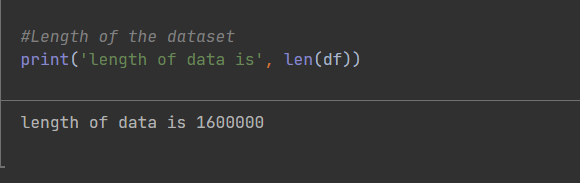 #Length of the dataset
print('length of data is', len(df))
length of data is 1600000